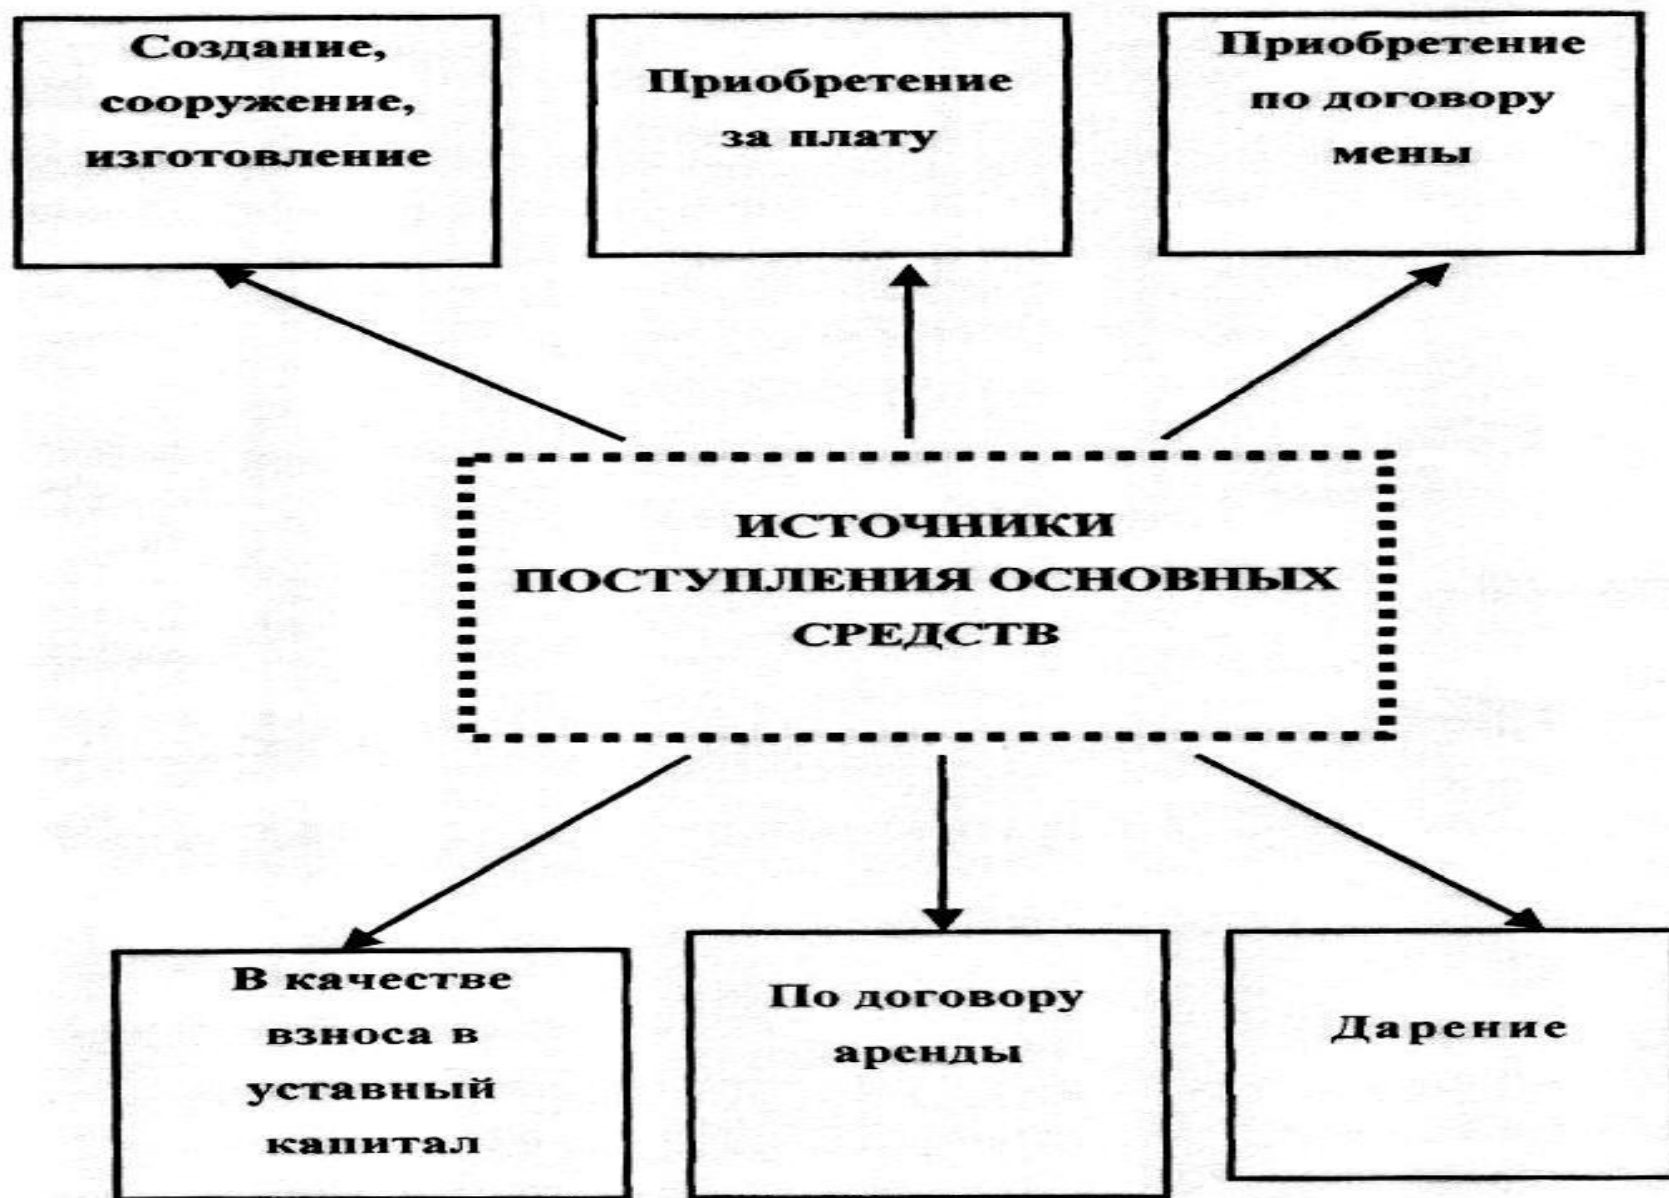 Создание,
сооружение,
изготовление
Приобретение
за плату
Приобретение
по договору
мены
ИСТОЧНИКИ
ПОСТУПЛЕНИЯ ОСНОВНЫХ
СРЕДСТВ
В качестве
взноса в
уставный
капитал
По договору
аренды
Дарение